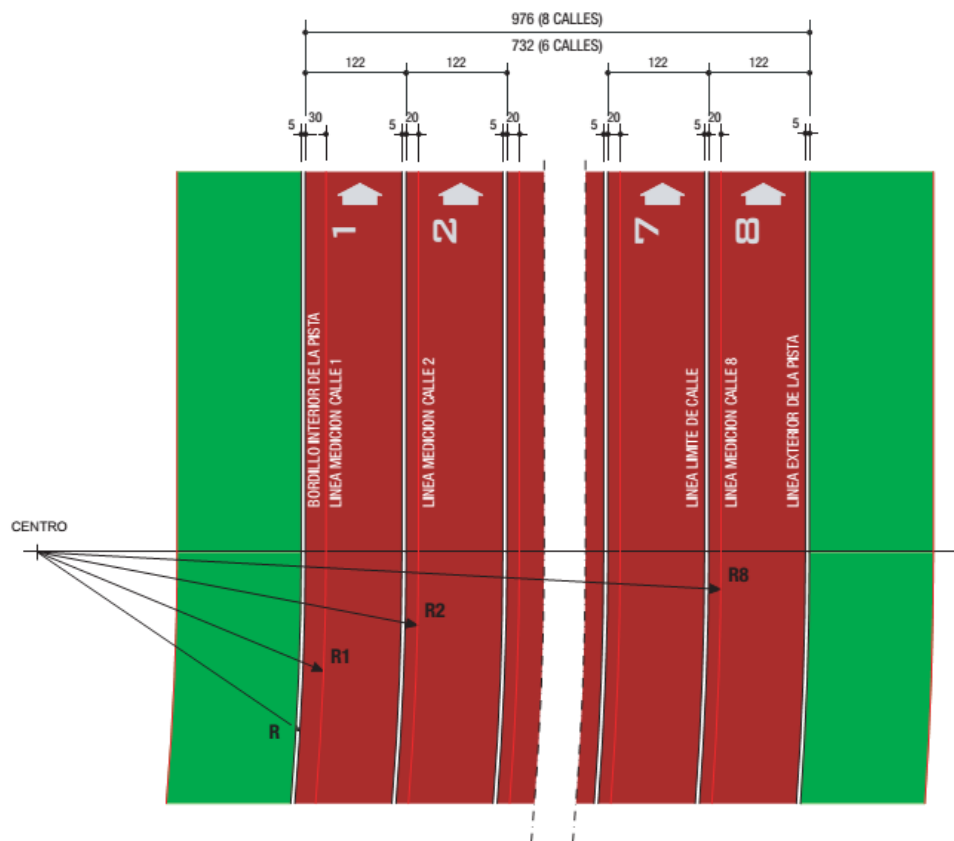 976 (8 CALLES)
732 (6 CALLES)
122 122 122 122
5 30 5 20 5 20 5 20 5 20 5
1 2 7 8
BORDILLO INTERIOR DE LA PISTA
LINEA MEDICION CALLE 1
LINEA MEDICION CALLE 2
LINEA LIMITE DE CALLE
LINEA MEDICION CALLE 8
LINEA EXTERIOR DE LA PISTA
CENTRO
R8
R2
R1
R